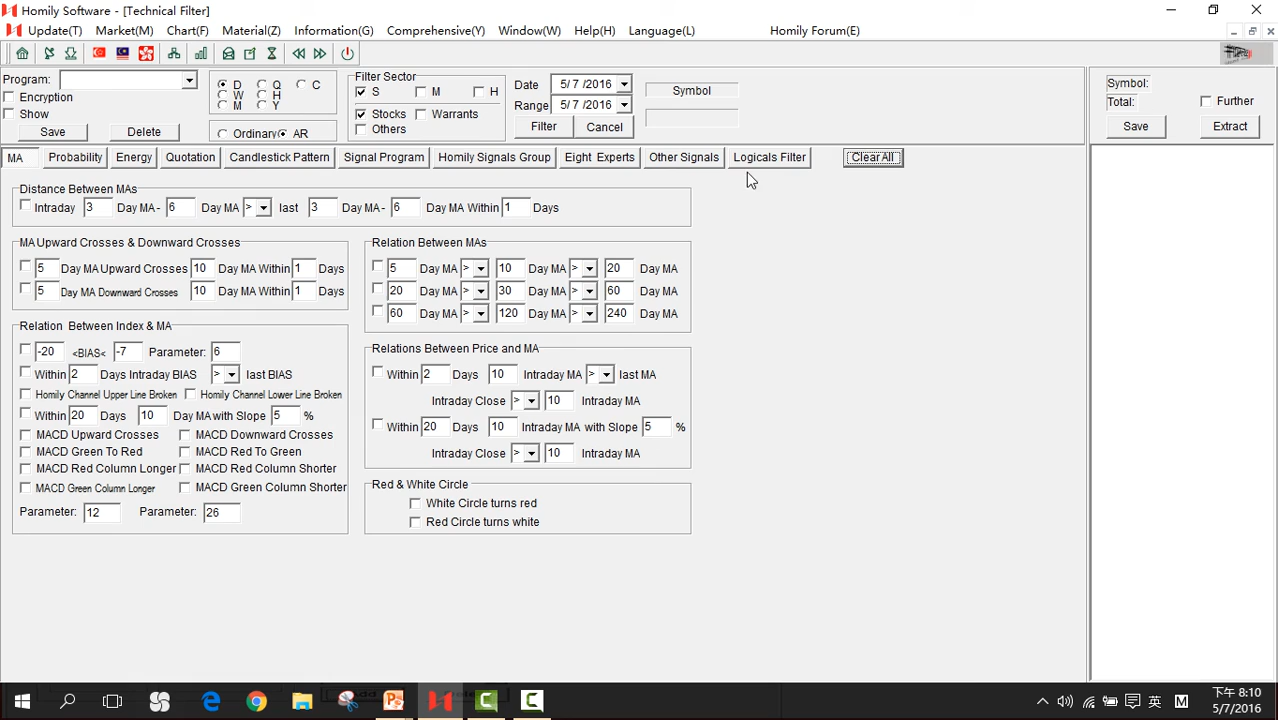 Homily Software - [Technical Filter]
Update(T) Market(M) Chart(F) Material(Z) Information(G) Comprehensive(Y) Window(W) Help(H) Language(L) Homily Forum(E)
Program:
Encryption
Show
Save Delete
D Q C
W H
M Y
Ordinary AR
Filter Sector
S M H
Stocks Warrants
Others
Date 5/ 7 /2016
Range 5/ 7 /2016
Filter Cancel
Symbol
Symbol:
Total: Further
Save Extract
MA Probability Energy Quotation Candlestick Pattern Signal Program Homily Signals Group Eight Experts Other Signals Logicals Filter Clear All
Distance Between MAs
Intraday 3 Day MA- 6 Day MA > last 3 Day MA- 6 Day MA Within 1 Days
MA Upward Crosses & Downward Crosses
5 Day MA Upward Crosses 10 Day MA Within 1 Days
5 Day MA Downward Crosses 10 Day MA Within 1 Days
Relation Between Index & MA
-20 <BIAS< -7 Parameter: 6
Within 2 Days Intraday BIAS > last BIAS
Homily Channel Upper Line Broken Homily Channel Lower Line Broken
Within 20 Days 10 Day MA with Slope 5 %
MACD Upward Crosses MACD Downward Crosses
MACD Green To Red MACD Red To Green
MACD Red Column Longer MACD Red Column Shorter
MACD Green Column Longer MACD Green Column Shorter
Parameter: 12 Parameter: 26
Relation Between MAs
5 Day MA > 10 Day MA > 20 Day MA
20 Day MA > 30 Day MA > 60 Day MA
60 Day MA > 120 Day MA > 240 Day MA
Relations Between Price and MA
Within 2 Days 10 Intraday MA > last MA
Intraday Close > 10 Intraday MA
Within 20 Days 10 Intraday MA with Slope 5 %
Intraday Close > 10 Intraday MA
Red & White Circle
White Circle turns red
Red Circle turns white
英 M 下午 8:10
5/7/2016